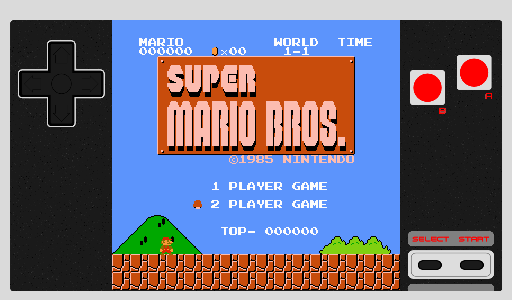 MARIO WORLD TIME
000000 x00 1-1
SUPER
MARIO BROS.
©1985 NINTENDO
1 PLAYER GAME
2 PLAYER GAME
TOP- 000000
B
A
SELECT START